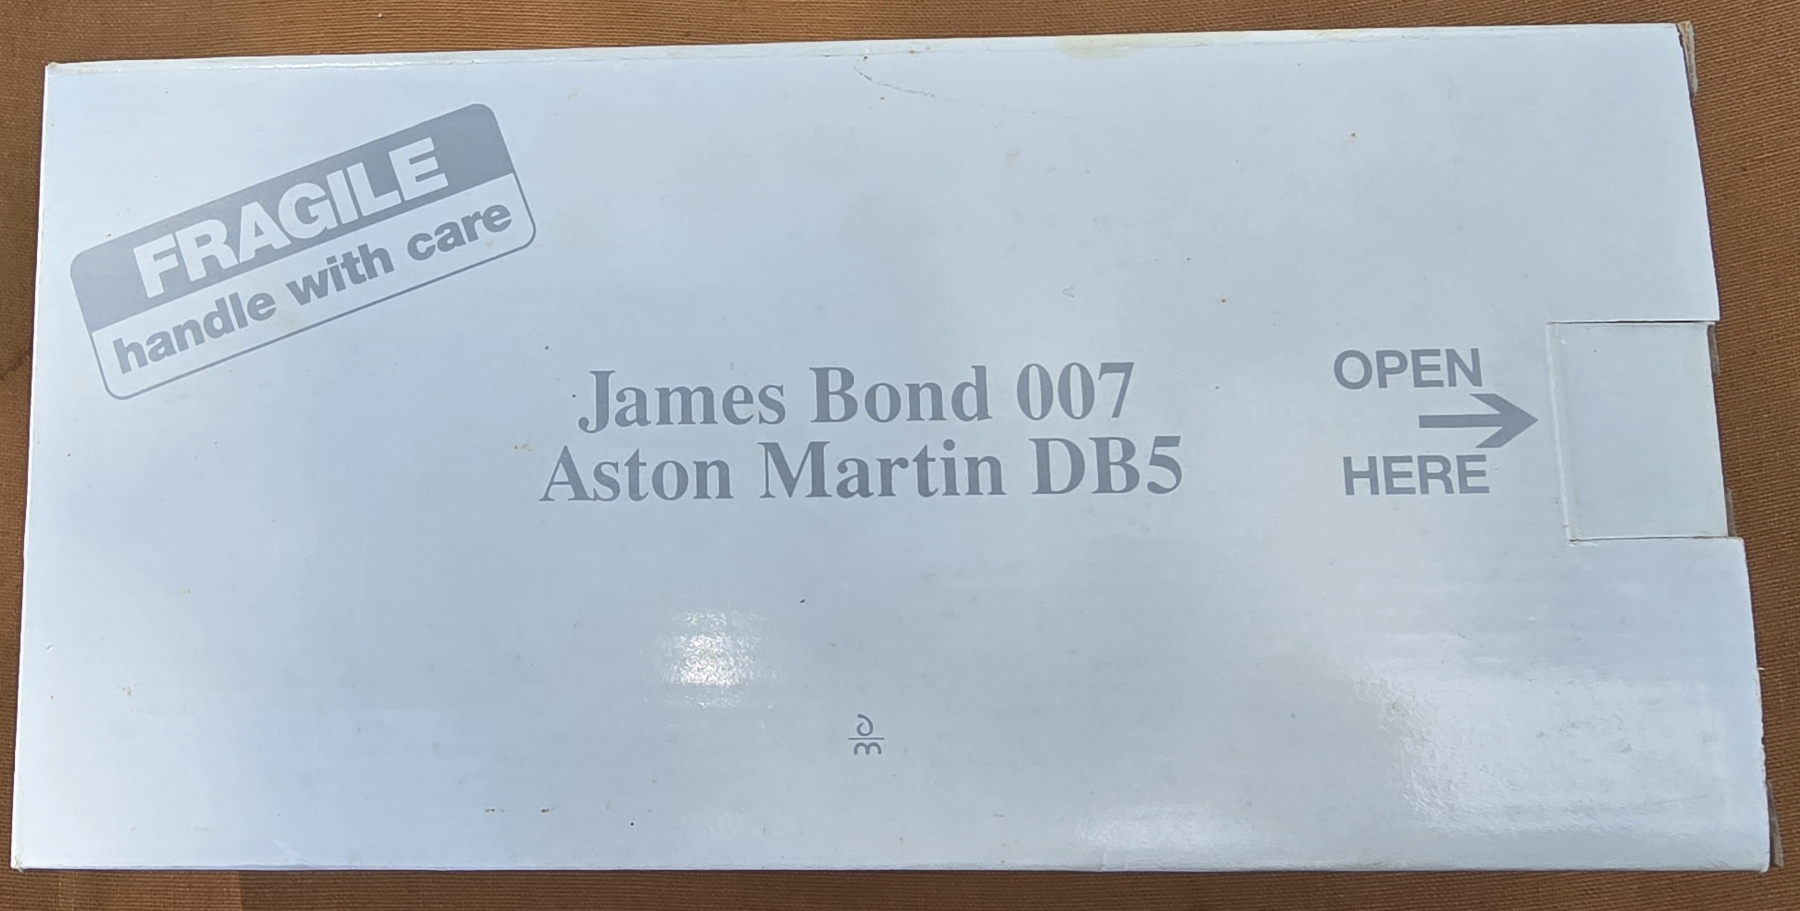 FRAGILE
handle with care
James Bond 007
Aston Martin DB5
OPEN
HERE